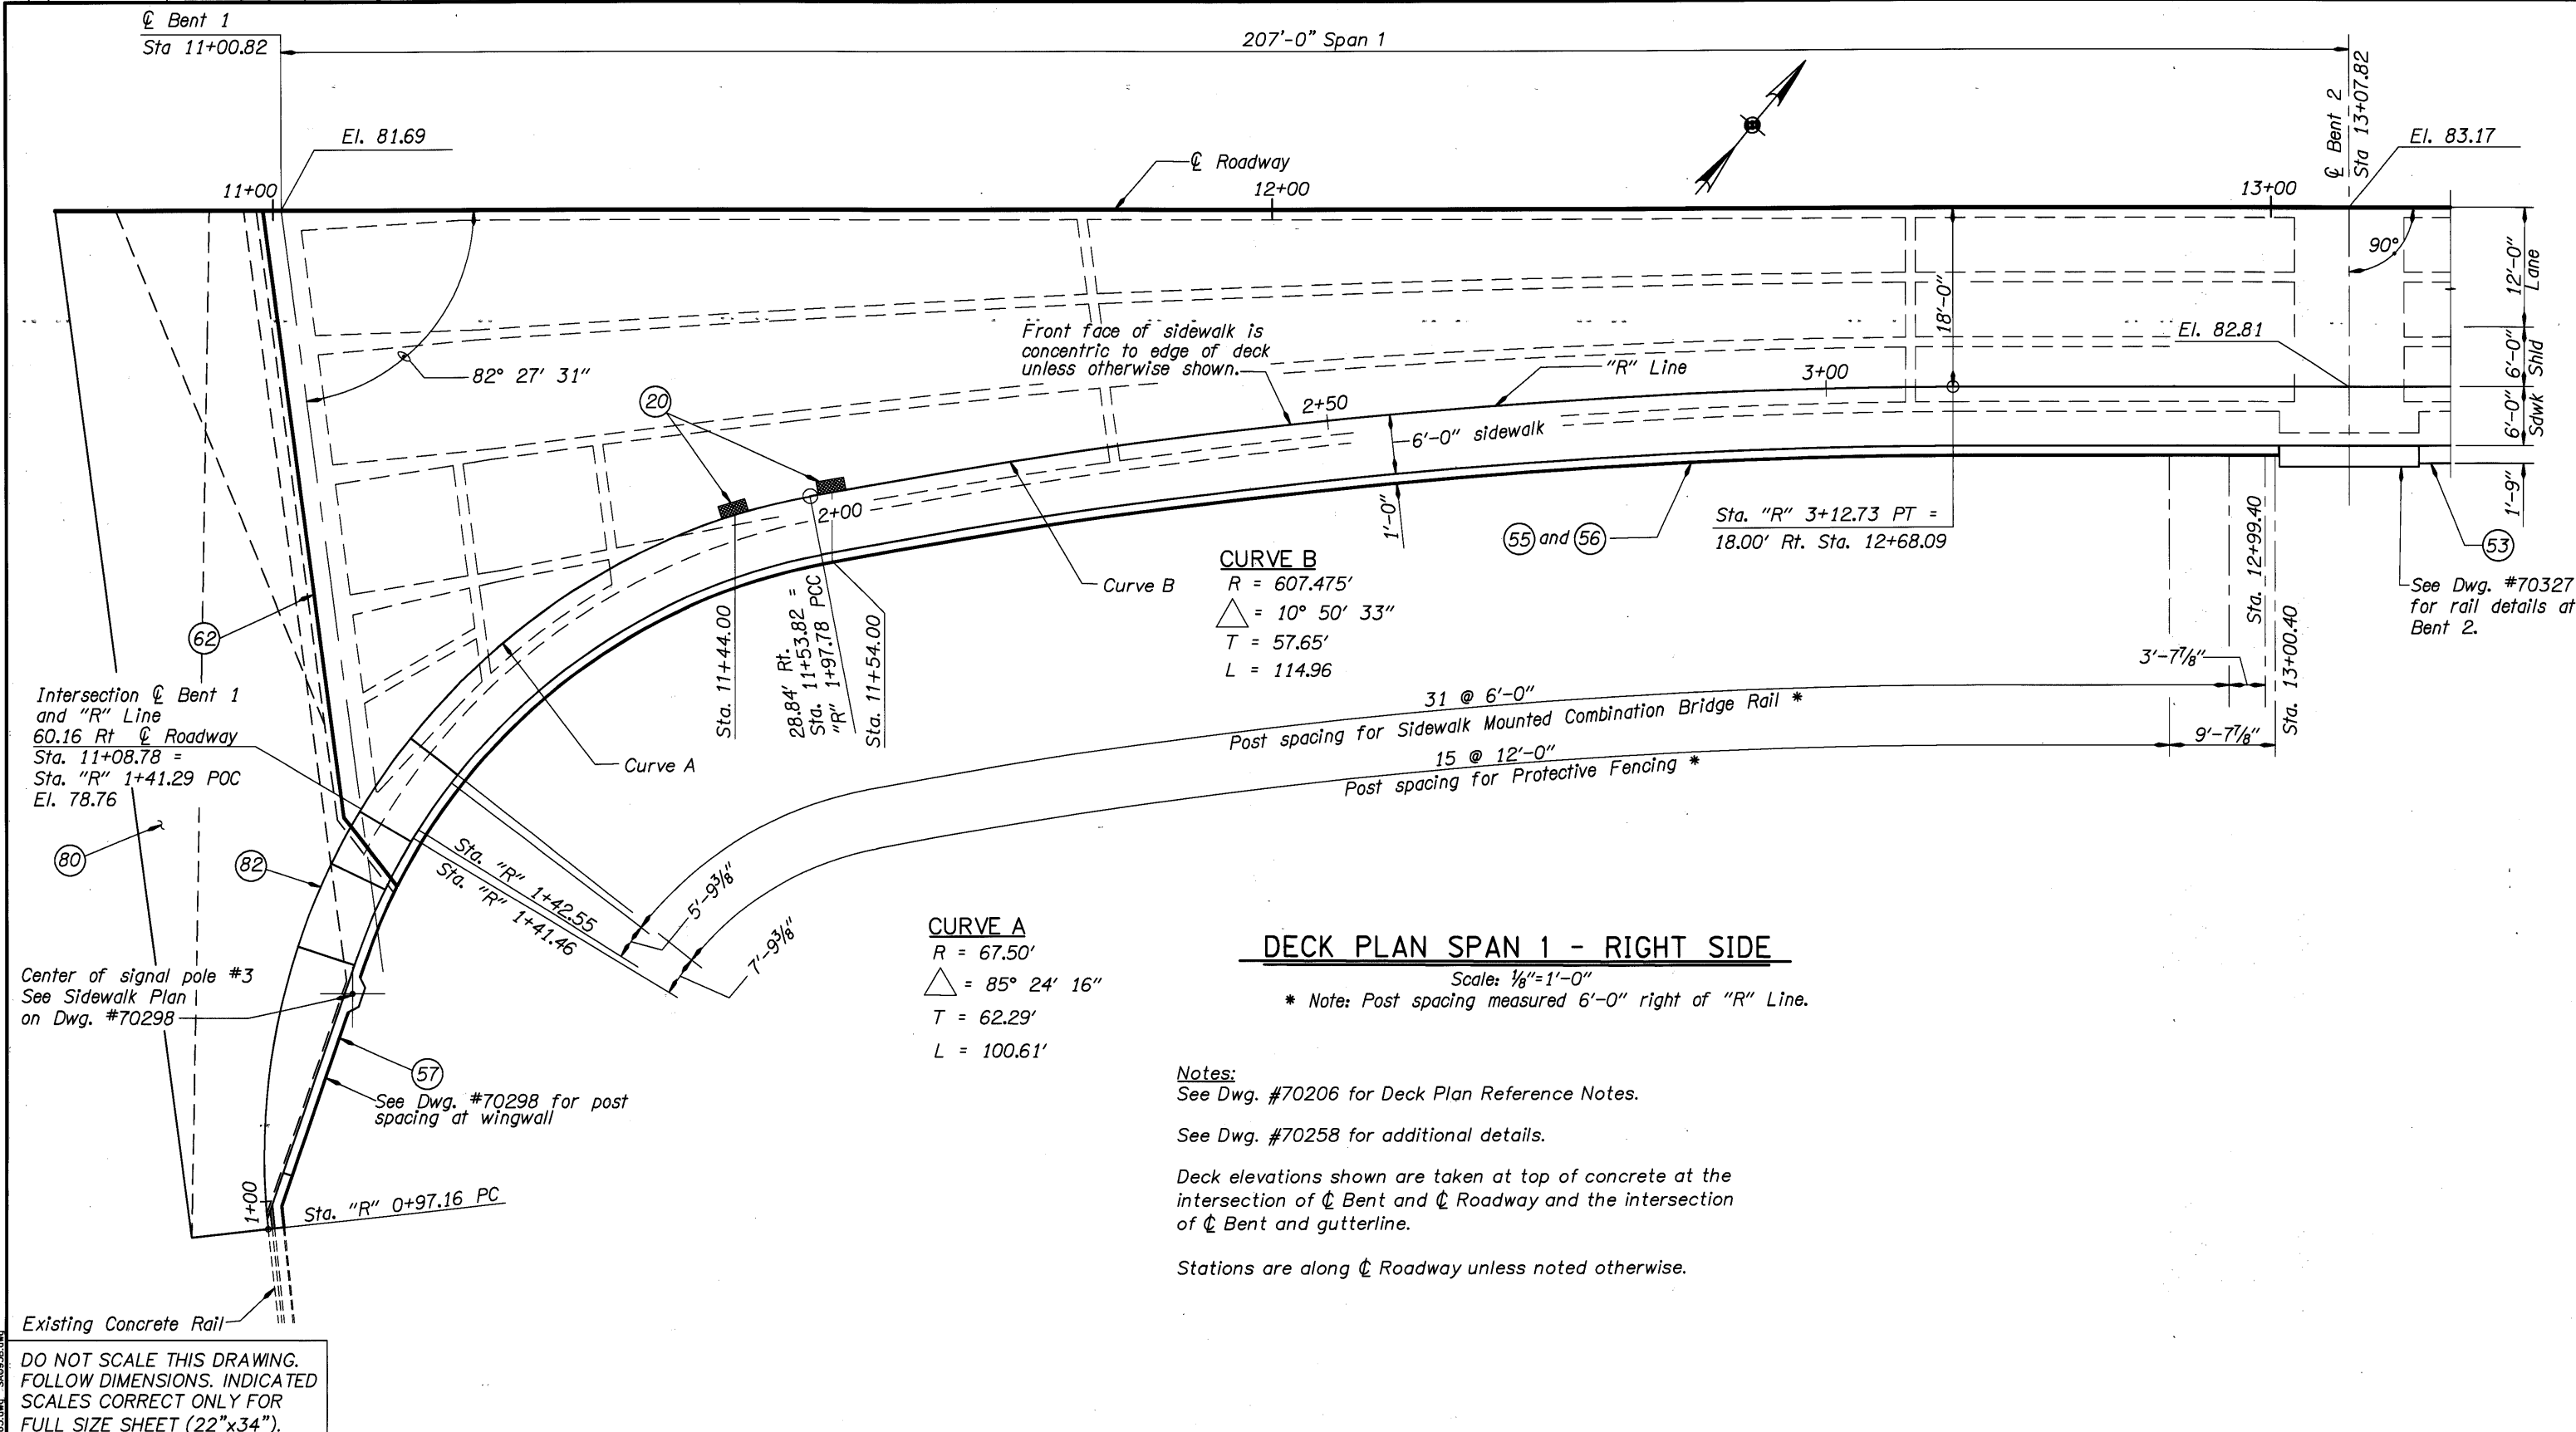 ℄ Bent 1
Sta 11+00.82
207'-0" Span 1
℄ Bent 2
Sta 13+07.82
El. 81.69
El. 83.17
℄ Roadway
11+00
12+00
13+00
90°
12'-0"
Lane
18'-0"
Front face of sidewalk is
concentric to edge of deck
unless otherwise shown.
El. 82.81
6'-0"
Shld
82° 27' 31"
"R" Line
3+00
20
2+50
6'-0" sidewalk
6'-0"
Sdwk
2+00
1'-0"
1'-9"
Sta. "R" 3+12.73 PT =
18.00' Rt. Sta. 12+68.09
55 and 56
53
Sta. 12+99.40
Sta. 13+00.40
See Dwg. #70327
for rail details at
Bent 2.
Curve B
CURVE B
R = 607.475'
△ = 10° 50' 33"
T = 57.65'
L = 114.96
Sta. 11+44.00
28.84' Rt.
Sta. 11+53.82 =
"R" 1+97.78 PCC
Sta. 11+54.00
62
3'-7⅞"
31 @ 6'-0"
Post spacing for Sidewalk Mounted Combination Bridge Rail *
9'-7⅞"
15 @ 12'-0"
Post spacing for Protective Fencing *
Intersection ℄ Bent 1
and "R" Line
60.16 Rt ℄ Roadway
Sta. 11+08.78 =
Sta. "R" 1+41.29 POC
El. 78.76
Curve A
80
82
Sta. "R" 1+42.55
Sta. "R" 1+41.46
5'-9⅜"
7'-9⅜"
CURVE A
R = 67.50'
△ = 85° 24' 16"
T = 62.29'
L = 100.61'
DECK PLAN SPAN 1 - RIGHT SIDE
Scale: ⅛"=1'-0"
* Note: Post spacing measured 6'-0" right of "R" Line.
Center of signal pole #3
See Sidewalk Plan
on Dwg. #70298
57
See Dwg. #70298 for post
spacing at wingwall
Notes:
See Dwg. #70206 for Deck Plan Reference Notes.
See Dwg. #70258 for additional details.
Deck elevations shown are taken at top of concrete at the
intersection of ℄ Bent and ℄ Roadway and the intersection
of ℄ Bent and gutterline.
Stations are along ℄ Roadway unless noted otherwise.
1+00
Sta. "R" 0+97.16 PC
Existing Concrete Rail
DO NOT SCALE THIS DRAWING.
FOLLOW DIMENSIONS. INDICATED
SCALES CORRECT ONLY FOR
FULL SIZE SHEET (22"x34").